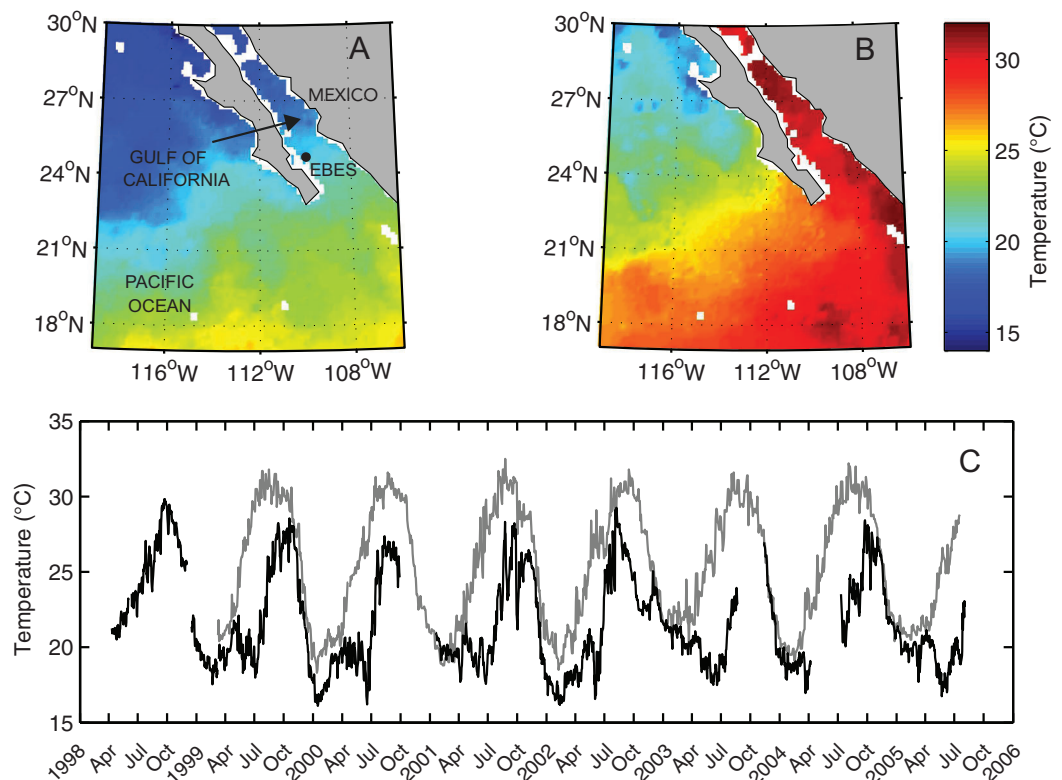 30°N
27°N
24°N
21°N
18°N
A
MEXICO
GULF OF
CALIFORNIA
EBES
PACIFIC
OCEAN
116°W 112°W 108°W
30°N
27°N
24°N
21°N
18°N
B
116°W 112°W 108°W
30
25
20
15
Temperature (°C)
C
35
30
25
20
15
Temperature (°C)
1998 Apr Jul Oct 1999 Apr Jul Oct 2000 Apr Jul Oct 2001 Apr Jul Oct 2002 Apr Jul Oct 2003 Apr Jul Oct 2004 Apr Jul Oct 2005 Apr Jul Oct 2006